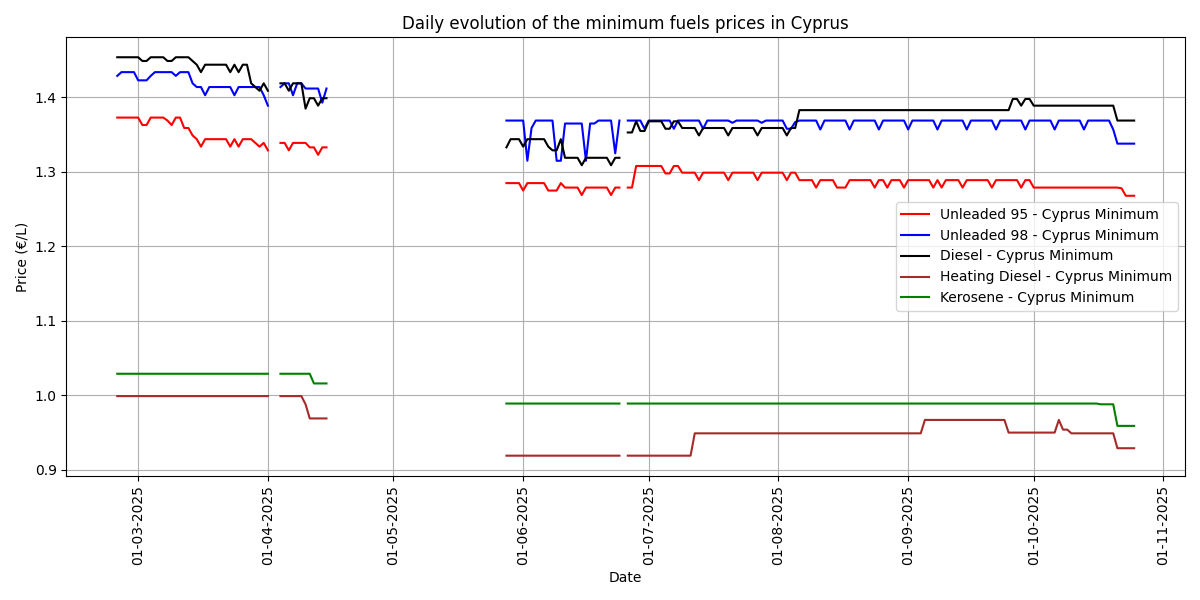 Daily evolution of the minimum fuels prices in Cyprus
Price (€/L)
1.4
1.3
1.2
1.1
1.0
0.9
Unleaded 95 - Cyprus Minimum
Unleaded 98 - Cyprus Minimum
Diesel - Cyprus Minimum
Heating Diesel - Cyprus Minimum
Kerosene - Cyprus Minimum
01-03-2025
01-04-2025
01-05-2025
01-06-2025
01-07-2025
01-08-2025
01-09-2025
01-10-2025
01-11-2025
Date